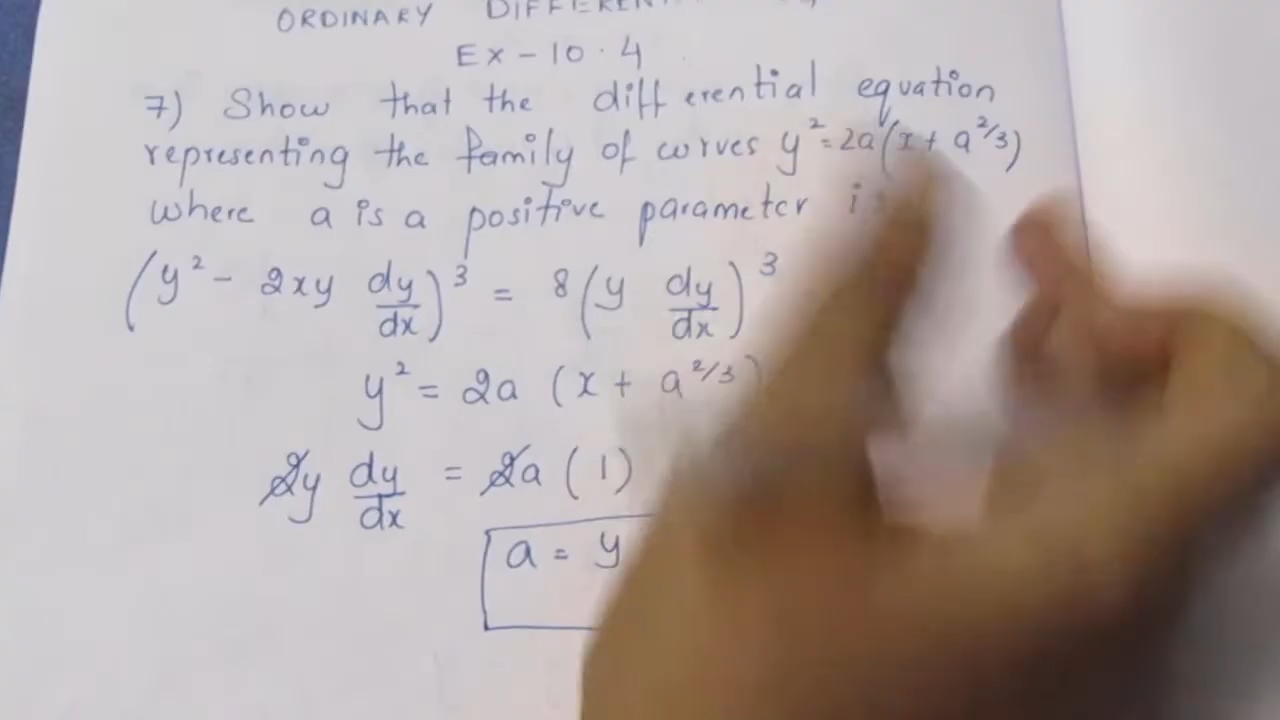 ORDINARY
Ex - 10.4
7) Show that the differential equation
representing the family of curves y² = 2a(x + a^2/3)
where a is a positive parameter is
(y² - 2xy dy/dx)³ = 8(y dy/dx)³
y² = 2a (x + a^2/3)
2y dy/dx = 2a (1)
a = y